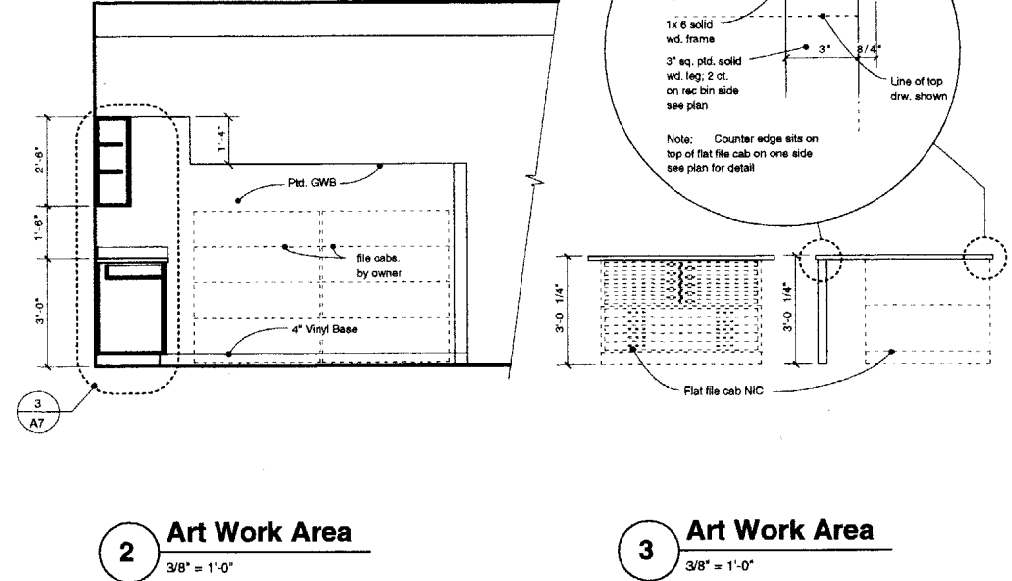 1x 6 solid
wd. frame
3" sq. ptd. solid
wd. leg; 2 ct.
on rec bin side
see plan
3"
3/4"
Line of top
drw. shown
Note: Counter edge sits on
top of flat file cab on one side
see plan for detail
1'-4"
2'-6"
1'-6"
3'-0"
Ptd. GWB
file cabs.
by owner
4" Vinyl Base
3
A7
3'-0 1/4"
3'-0 1/4"
Flat file cab NIC
2
Art Work Area
3/8" = 1'-0"
3
Art Work Area
3/8" = 1'-0"